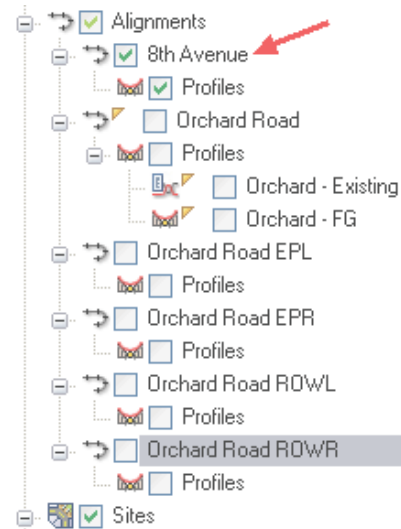 Alignments
8th Avenue
Profiles
Orchard Road
Profiles
Orchard - Existing
Orchard - FG
Orchard Road EPL
Profiles
Orchard Road EPR
Profiles
Orchard Road ROWL
Profiles
Orchard Road ROWR
Profiles
Sites